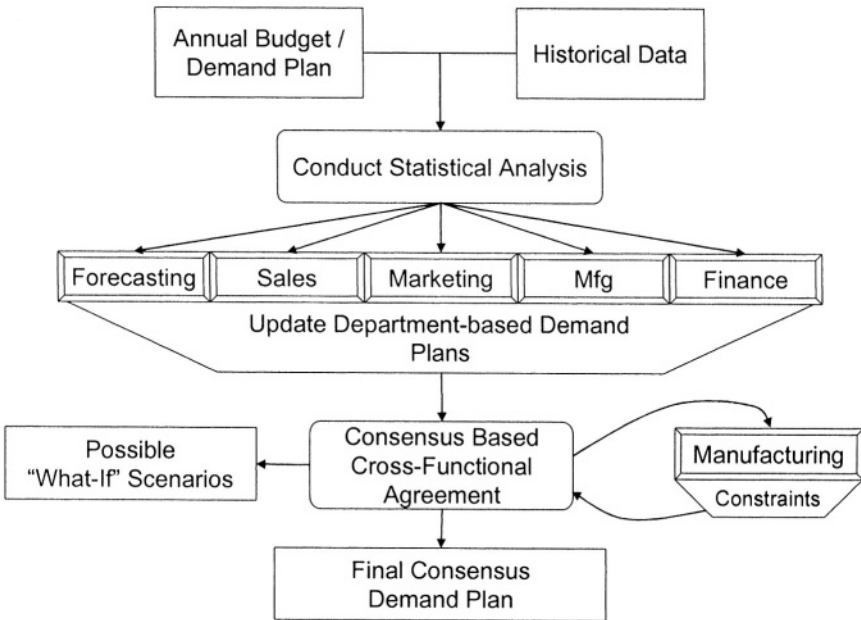 Annual Budget /
Demand Plan
Historical Data
Conduct Statistical Analysis
Forecasting
Sales
Marketing
Mfg
Finance
Update Department-based Demand
Plans
Possible
“What-If” Scenarios
Consensus Based
Cross-Functional
Agreement
Manufacturing
Constraints
Final Consensus
Demand Plan